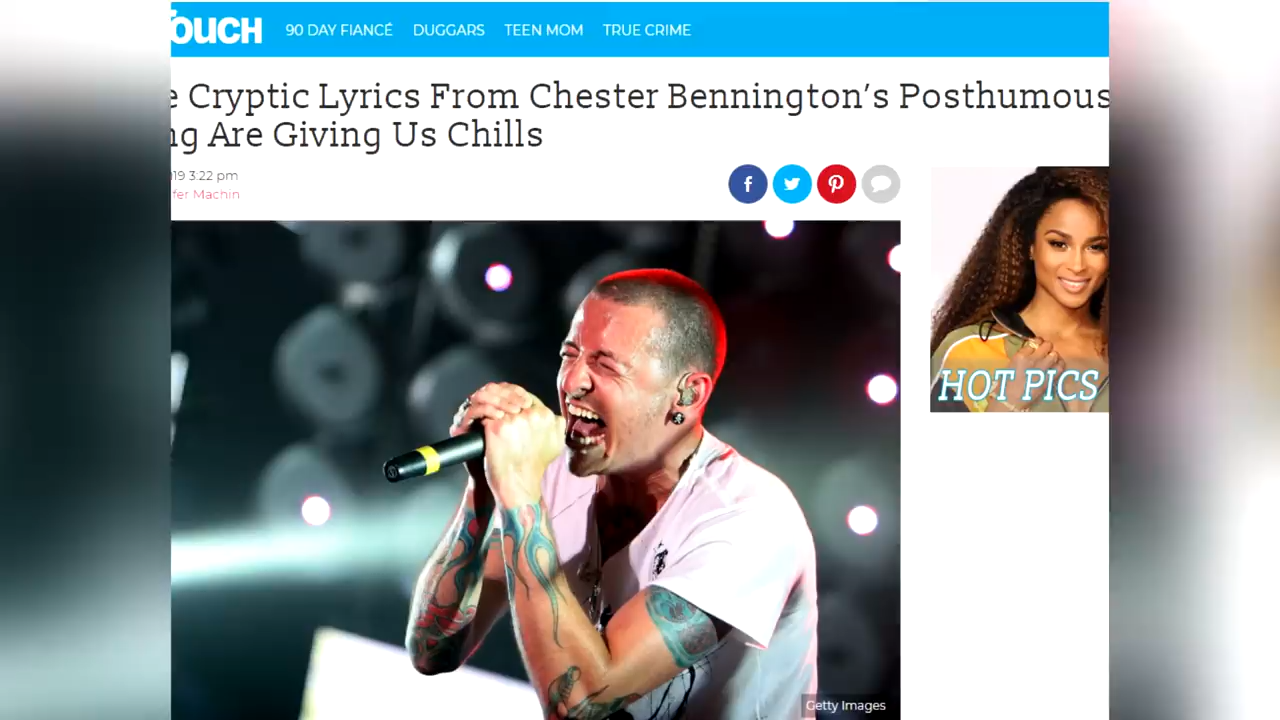 OUCH 90 DAY FIANCÉ DUGGARS TEEN MOM TRUE CRIME
e Cryptic Lyrics From Chester Bennington's Posthumous
ng Are Giving Us Chills
19 3:22 pm
fer Machin
HOT PICS
Getty Images